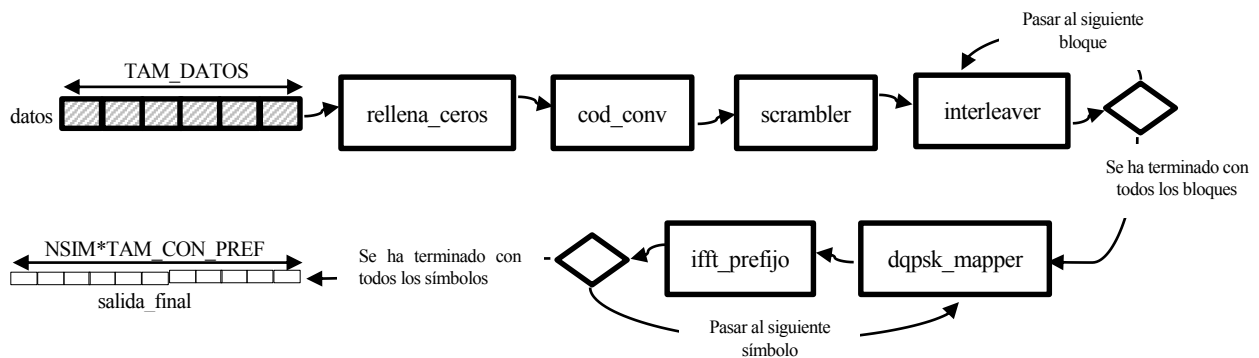 Pasar al siguiente
bloque
TAM_DATOS
datos
rellena_ceros
cod_conv
scrambler
interleaver
Se ha terminado con
todos los bloques
NSIM*TAM_CON_PREF
salida_final
Se ha terminado con
todos los símbolos
ifft_prefijo
dqpsk_mapper
Pasar al siguiente
símbolo